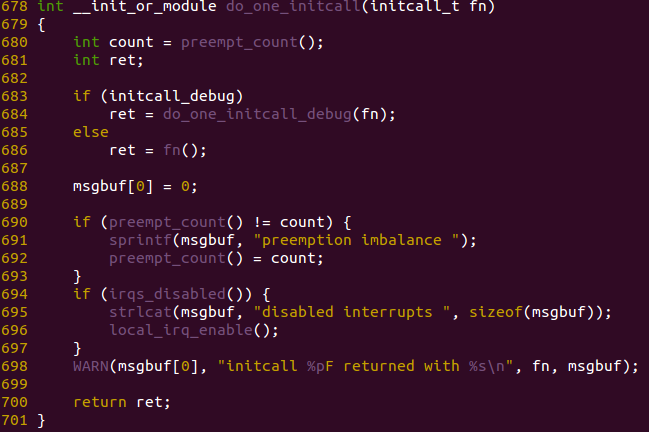 678 int __init_or_module do_one_initcall(initcall_t fn)
679 {
680     int count = preempt_count();
681     int ret;
682
683     if (initcall_debug)
684         ret = do_one_initcall_debug(fn);
685     else
686         ret = fn();
687
688     msgbuf[0] = 0;
689
690     if (preempt_count() != count) {
691         sprintf(msgbuf, "preemption imbalance ");
692         preempt_count() = count;
693     }
694     if (irqs_disabled()) {
695         strlcat(msgbuf, "disabled interrupts ", sizeof(msgbuf));
696         local_irq_enable();
697     }
698     WARN(msgbuf[0], "initcall %pF returned with %s\n", fn, msgbuf);
699
700     return ret;
701 }